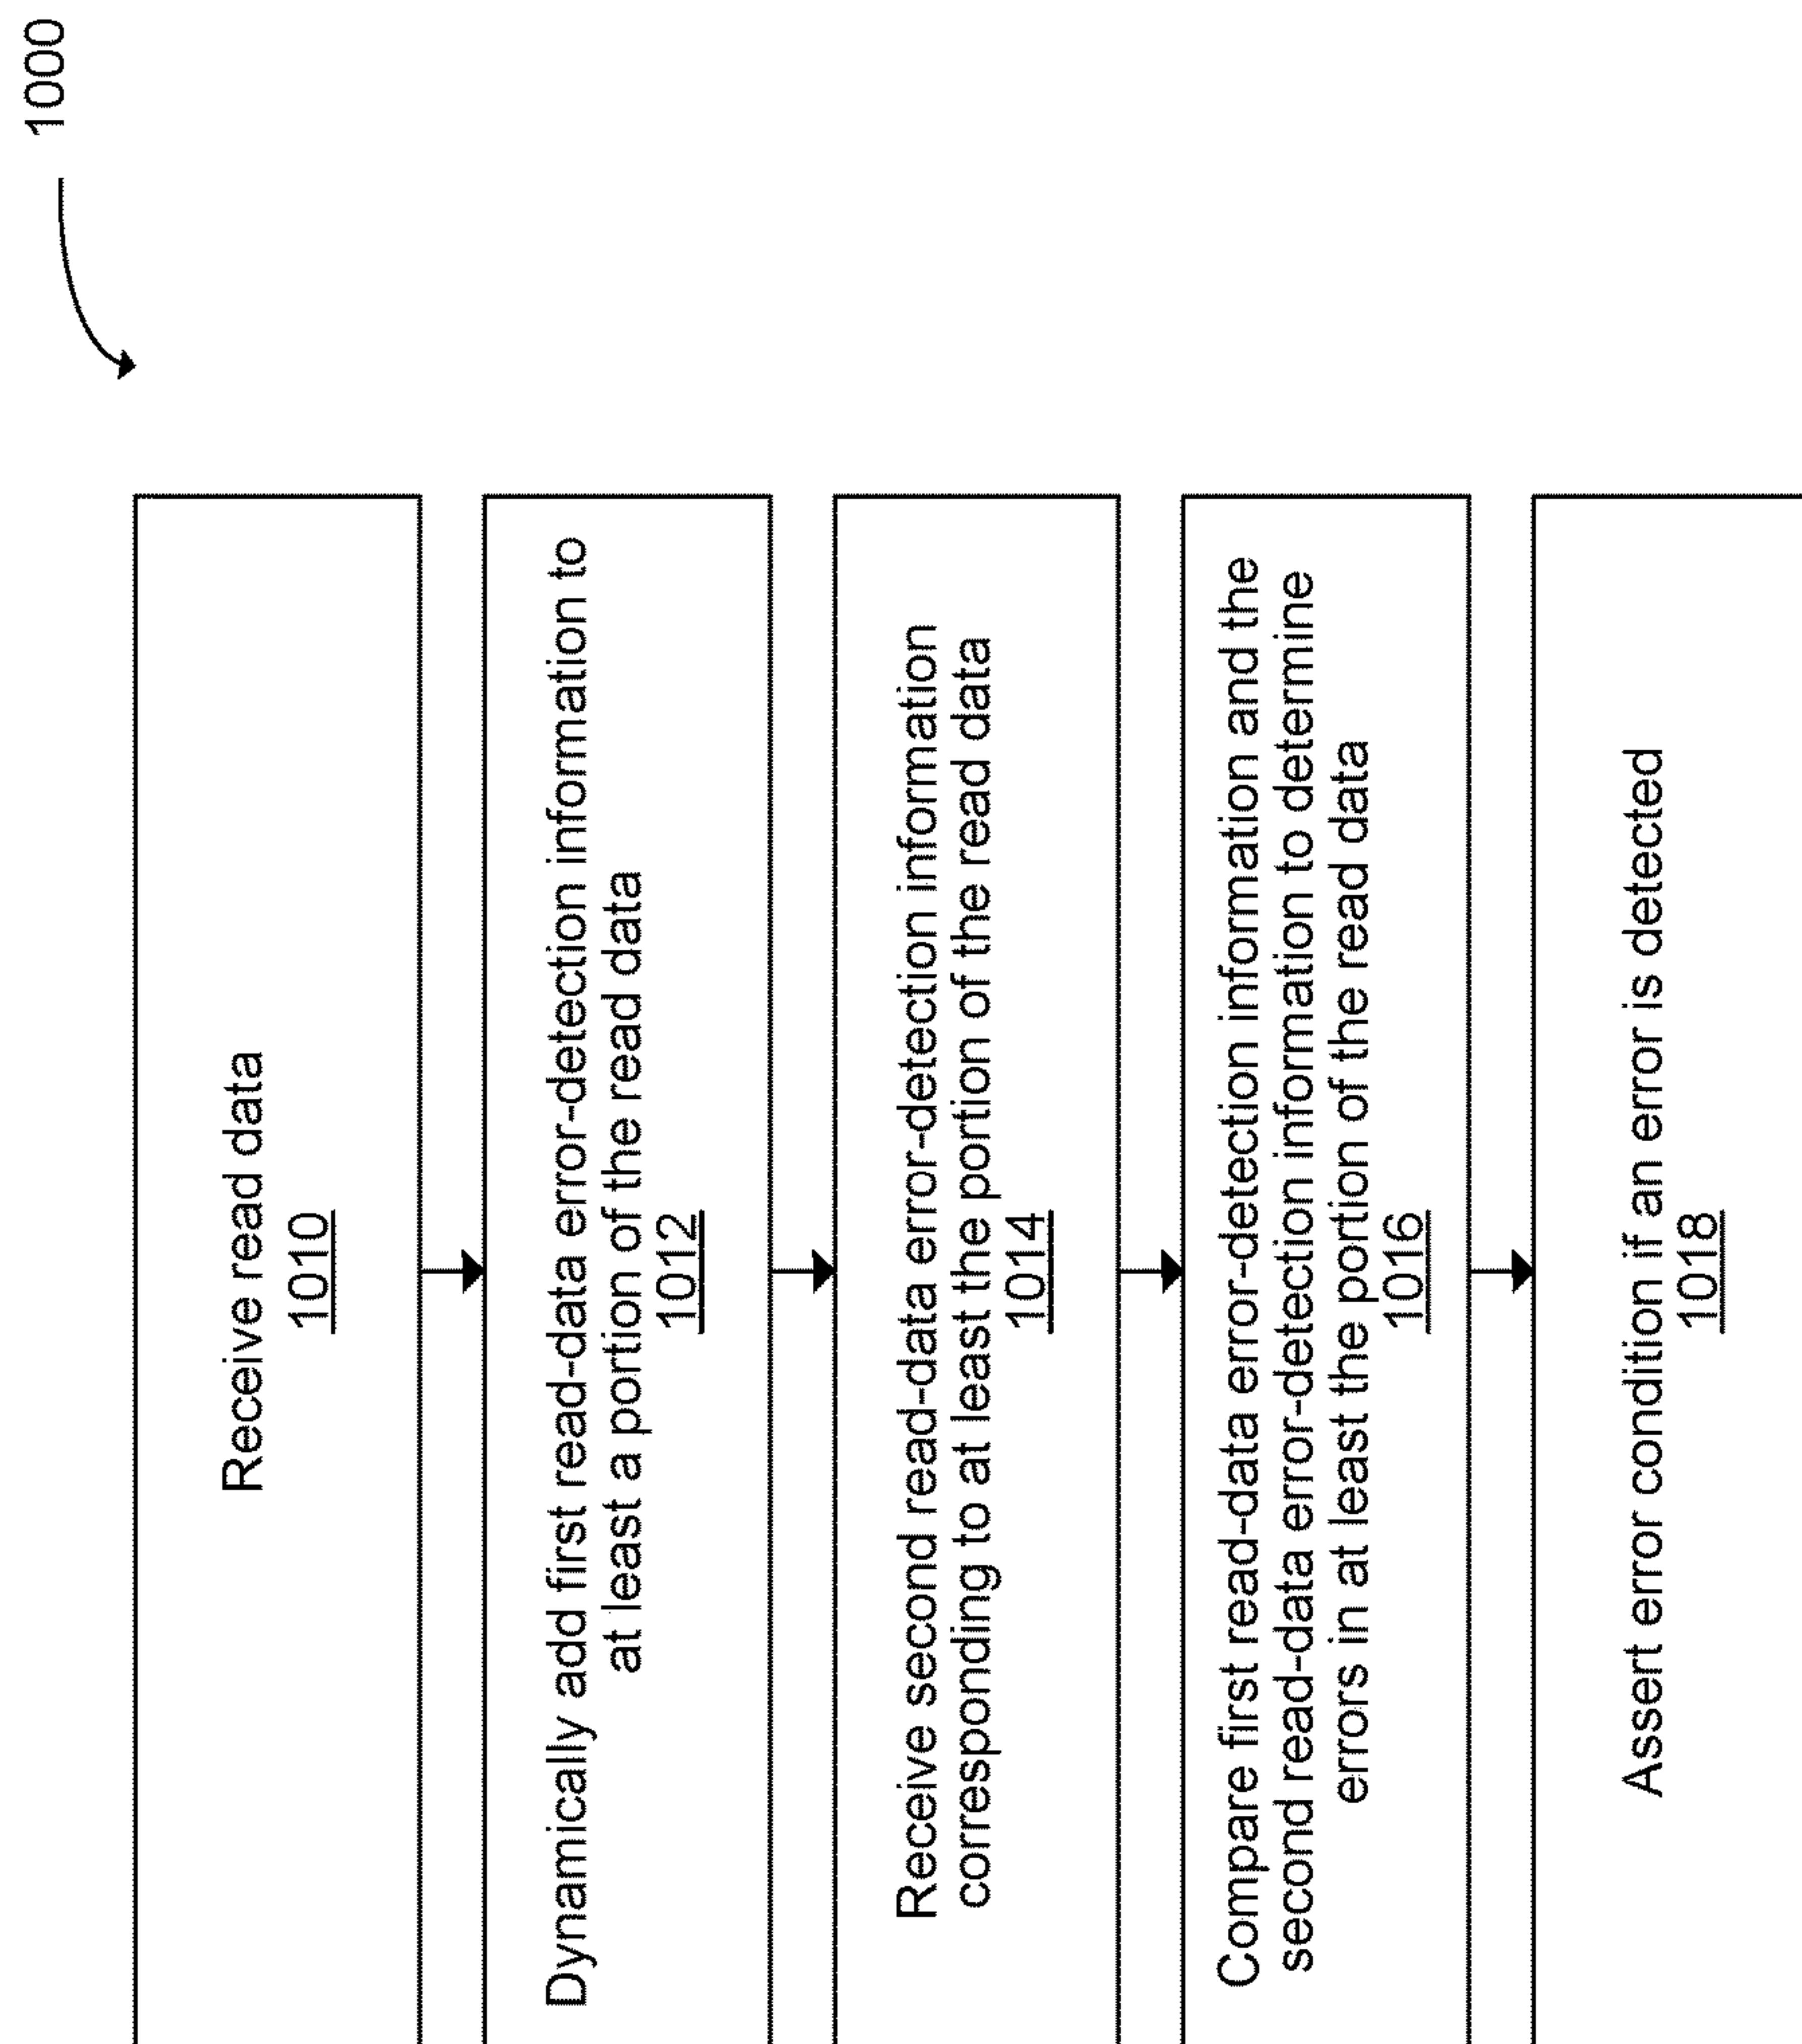 1000
Receive read data
1010
Dynamically add first read-data error-detection information to
at least a portion of the read data
1012
Receive second read-data error-detection information
corresponding to at least the portion of the read data
1014
Compare first read-data error-detection information and the
second read-data error-detection information to determine
errors in at least the portion of the read data
1016
Assert error condition if an error is detected
1018